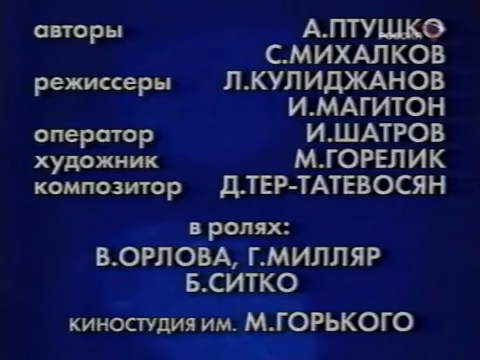 РОССИЯ
авторы А.ПТУШКО
С.МИХАЛКОВ
режиссеры Л.КУЛИДЖАНОВ
И.МАГИТОН
оператор И.ШАТРОВ
художник М.ГОРЕЛИК
композитор Д.ТЕР-ТАТЕВОСЯН
в ролях:
В.ОРЛОВА, Г.МИЛЛЯР
Б.СИТКО
КИНОСТУДИЯ ИМ. М.ГОРЬКОГО